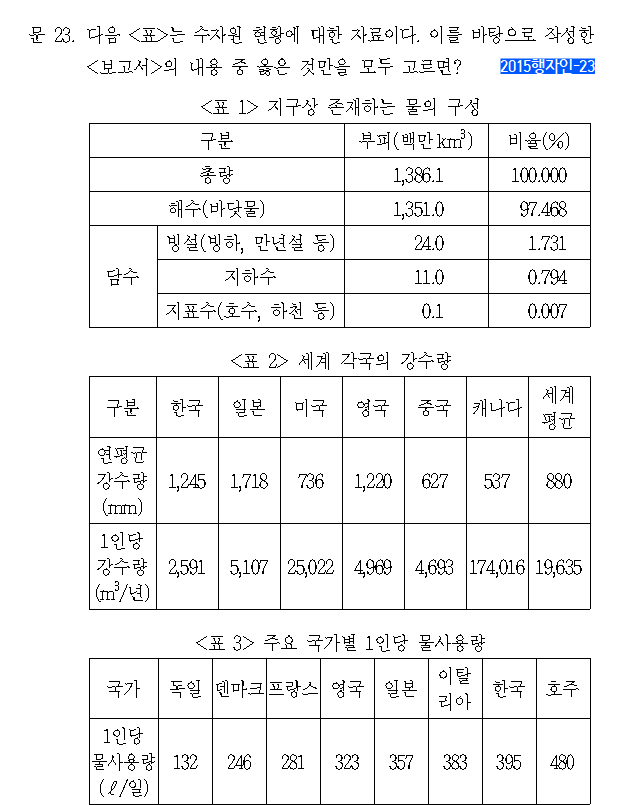 문 23. 다음 <표>는 수자원 현황에 대한 자료이다. 이를 바탕으로 작성한
<보고서>의 내용 중 옳은 것만을 모두 고르면? 2015행자인-23
<표 1> 지구상 존재하는 물의 구성
구분 부피(백만㎦) 비율(%)
총량 1,386.1 100.000
해수(바닷물) 1,351.0 97.468
담수 빙설(빙하, 만년설 등) 24.0 1.731
지하수 11.0 0.794
지표수(호수, 하천 등) 0.1 0.007
<표 2> 세계 각국의 강수량
구분 한국 일본 미국 영국 중국 캐나다 세계
평균
연평균
강수량
(mm) 1,245 1,718 736 1,220 627 537 880
1인당
강수량
(m³/년) 2,591 5,107 25,022 4,969 4,693 174,016 19,635
<표 3> 주요 국가별 1인당 물사용량
국가 독일 덴마크 프랑스 영국 일본 이탈
리아 한국 호주
1인당
물사용량
(ℓ/일) 132 246 281 323 357 383 395 480